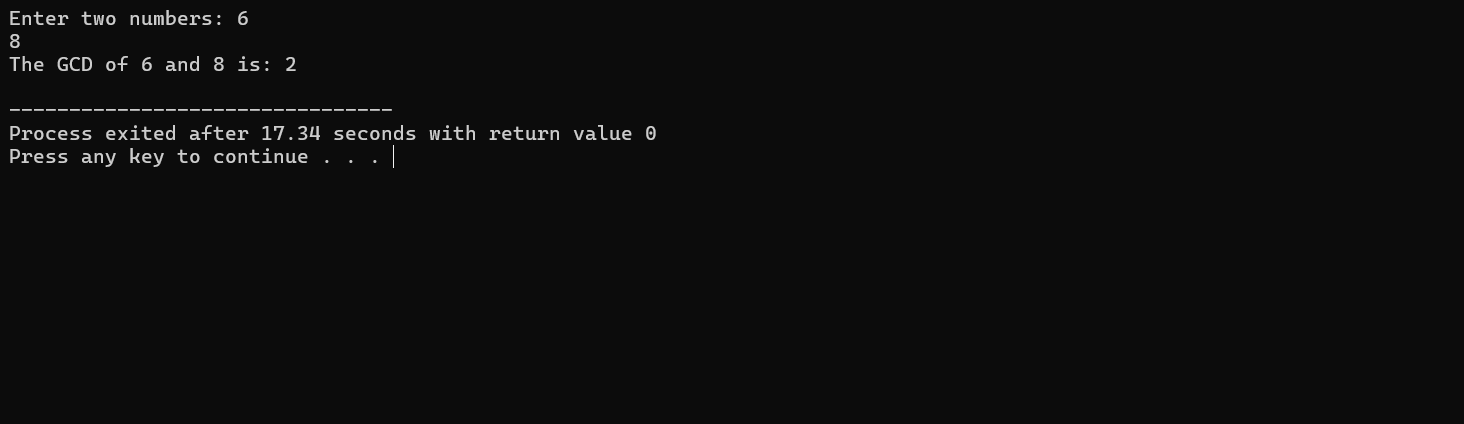 Enter two numbers: 6
8
The GCD of 6 and 8 is: 2
--------------------------------
Process exited after 17.34 seconds with return value 0
Press any key to continue . . .